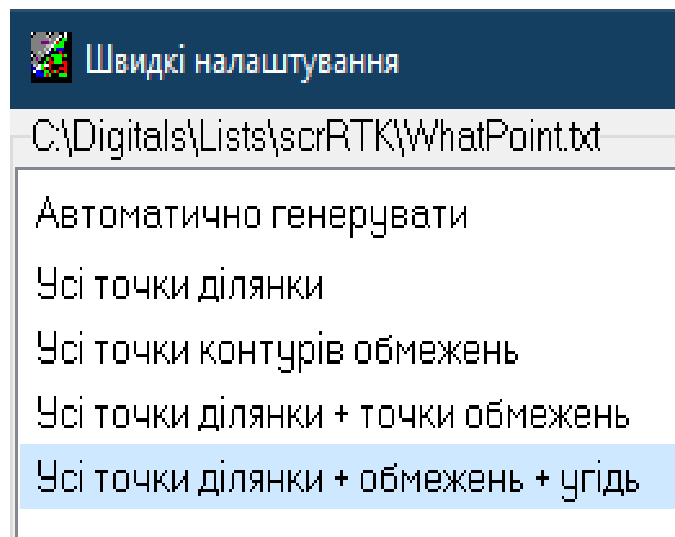 Швидкі налаштування
C:\Digitals\Lists\scrRTK\WhatPoint.txt
Автоматично генерувати
Усі точки ділянки
Усі точки контурів обмежень
Усі точки ділянки + точки обмежень
Усі точки ділянки + обмежень + угідь